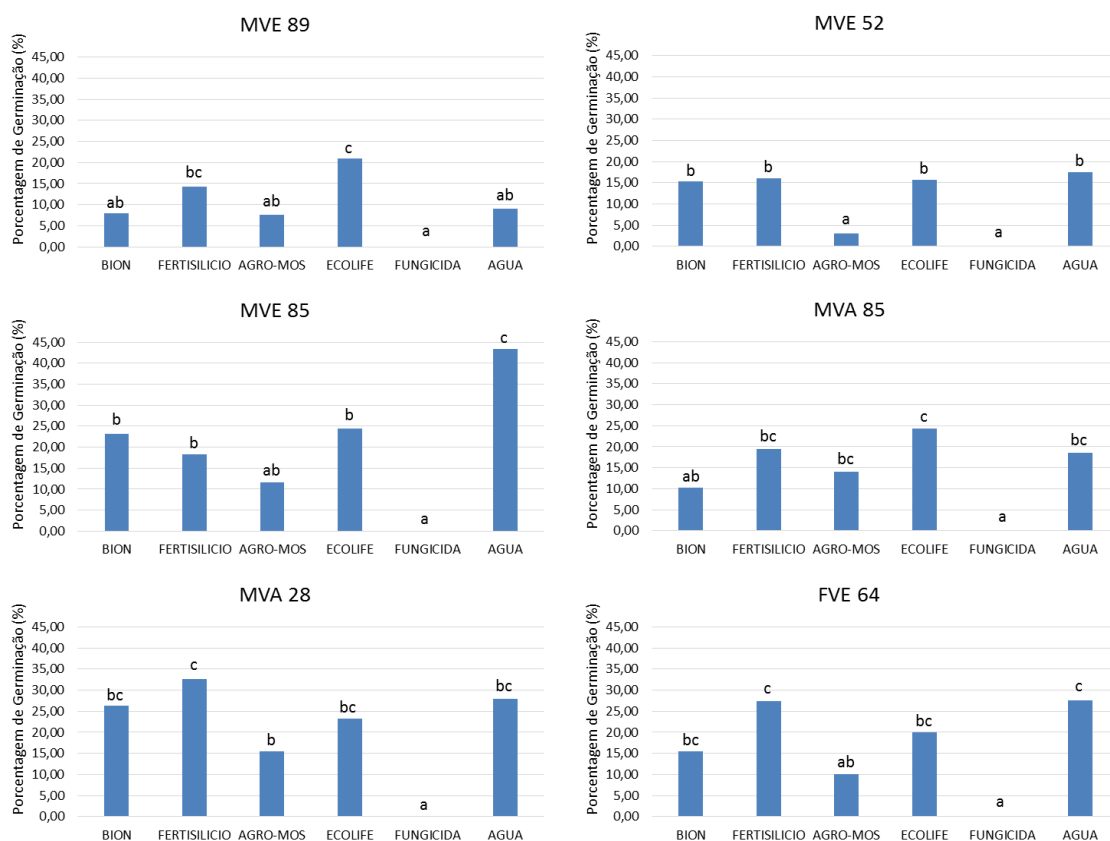 MVE 89
Porcentagem de Germinação (%)
45,00
40,00
35,00
30,00
25,00
20,00
15,00
10,00
5,00
0,00
ab
bc
ab
c
a
ab
BION FERTISILICIO AGRO-MOS ECOLIFE FUNGICIDA AGUA
MVE 52
Porcentagem de Germinação (%)
45,00
40,00
35,00
30,00
25,00
20,00
15,00
10,00
5,00
0,00
b
b
a
b
a
b
BION FERTISILICIO AGRO-MOS ECOLIFE FUNGICIDA AGUA
MVE 85
Porcentagem de Germinação (%)
45,00
40,00
35,00
30,00
25,00
20,00
15,00
10,00
5,00
0,00
b
b
ab
b
a
c
BION FERTISILICIO AGRO-MOS ECOLIFE FUNGICIDA AGUA
MVA 85
Porcentagem de Germinação (%)
45,00
40,00
35,00
30,00
25,00
20,00
15,00
10,00
5,00
0,00
ab
bc
bc
c
a
bc
BION FERTISILICIO AGRO-MOS ECOLIFE FUNGICIDA AGUA
MVA 28
Porcentagem de Germinação (%)
45,00
40,00
35,00
30,00
25,00
20,00
15,00
10,00
5,00
0,00
bc
c
b
bc
a
bc
BION FERTISILICIO AGRO-MOS ECOLIFE FUNGICIDA AGUA
FVE 64
Porcentagem de Germinação (%)
45,00
40,00
35,00
30,00
25,00
20,00
15,00
10,00
5,00
0,00
bc
c
ab
bc
a
c
BION FERTISILICIO AGRO-MOS ECOLIFE FUNGICIDA AGUA